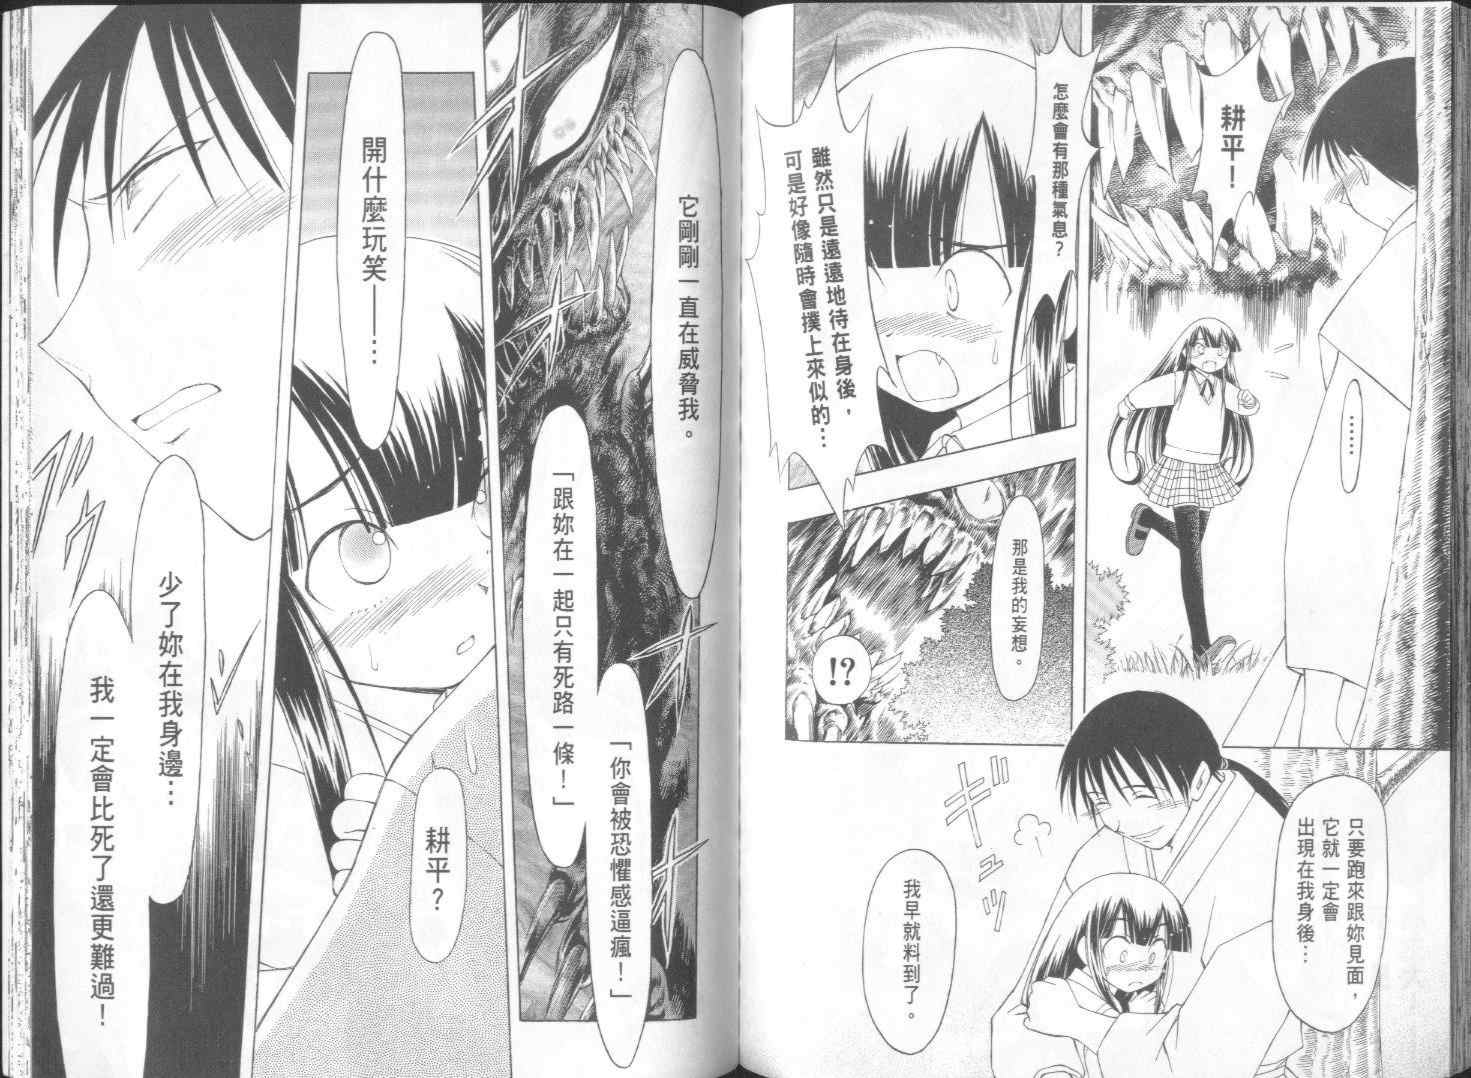 耕平！
……
怎麼會有那種氣息？
雖然只是遠遠地待在身後，
可是好像隨時會撲上來似的…
那是我的妄想。
!?
只要跑來跟妳見面，
它就一定會
出現在我身後…
ギュッ
我早就料到了。
它剛剛一直在威脅我。
「跟妳在一起只有死路一條！」
「你會被恐懼感逼瘋！」
開什麼玩笑——…
耕平？
少了妳在我身邊…
我一定會比死了還更難過！